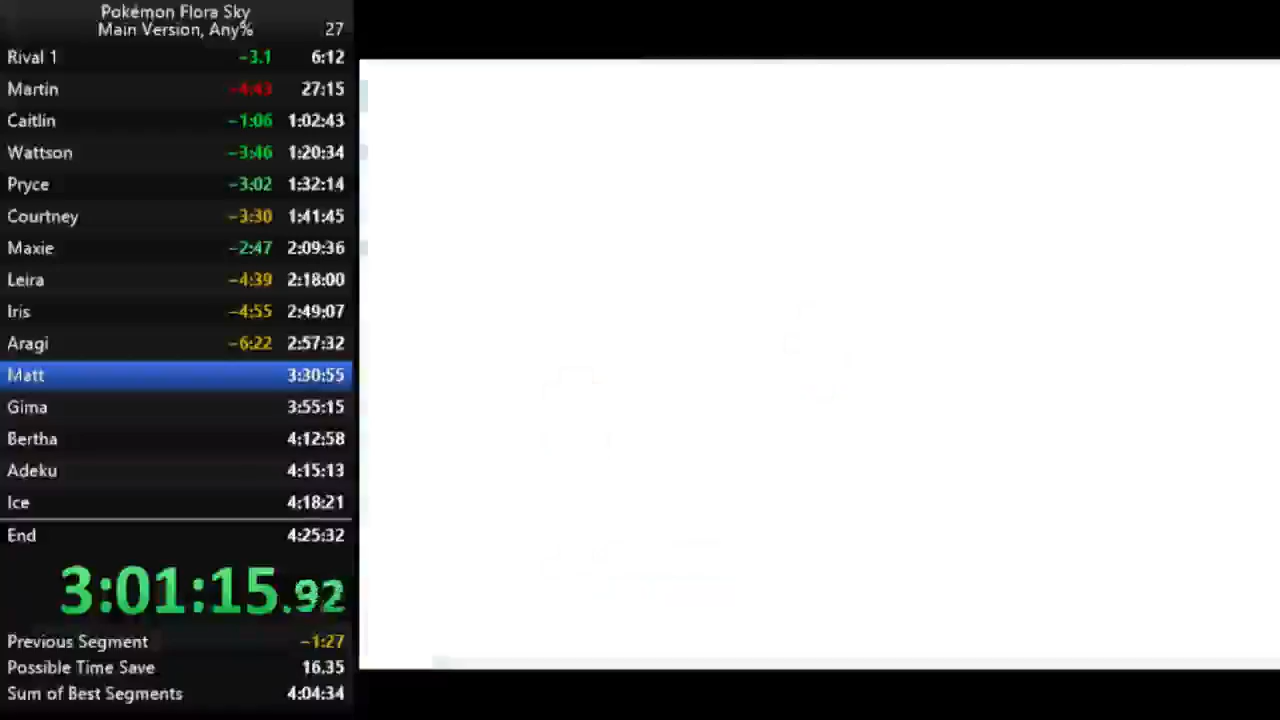 Pokémon Flora Sky
Main Version, Any% 27
Rival 1 −3.1 6:12
Martin −4:43 27:15
Caitlin −1:06 1:02:43
Wattson −3:46 1:20:34
Pryce −3:02 1:32:14
Courtney −3:30 1:41:45
Maxie −2:47 2:09:36
Leira −4:39 2:18:00
Iris −4:55 2:49:07
Aragi −6:22 2:57:32
Matt 3:30:55
Gima 3:55:15
Bertha 4:12:58
Adeku 4:15:13
Ice 4:18:21
End 4:25:32
3:01:15.92
Previous Segment −1:27
Possible Time Save 16.35
Sum of Best Segments 4:04:34